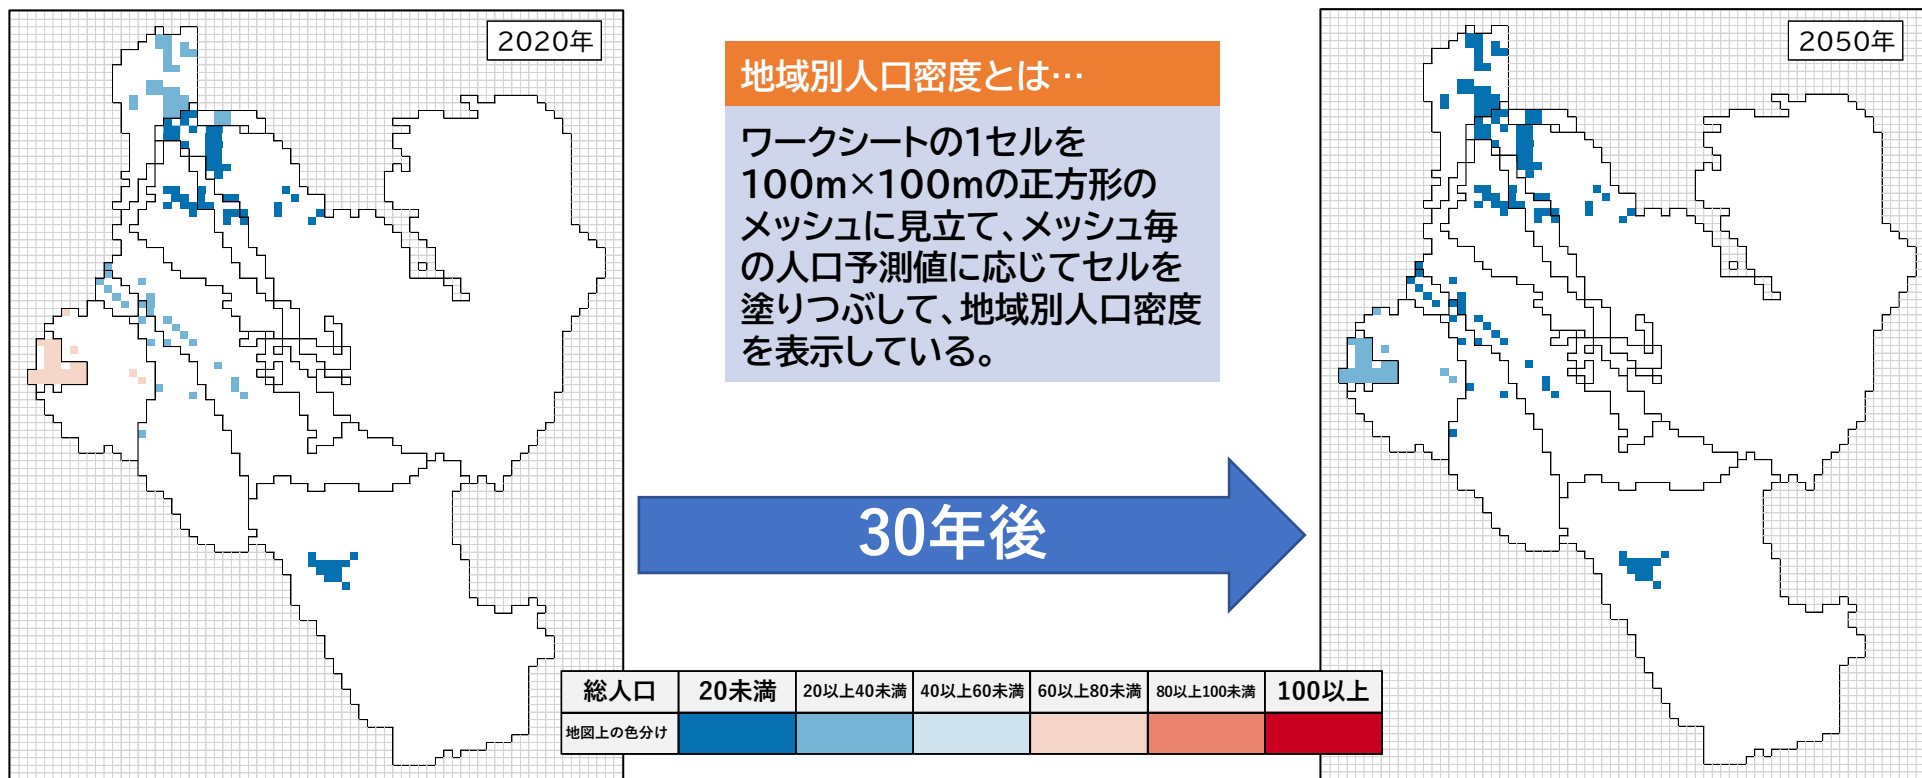 2020年
地域別人口密度とは…
ワークシートの1セルを
100m×100mの正方形の
メッシュに見立て、メッシュ毎
の人口予測値に応じてセルを
塗りつぶして、地域別人口密度
を表示している。
2050年
30年後
総人口 20未満 20以上40未満 40以上60未満 60以上80未満 80以上100未満 100以上
地図上の色分け